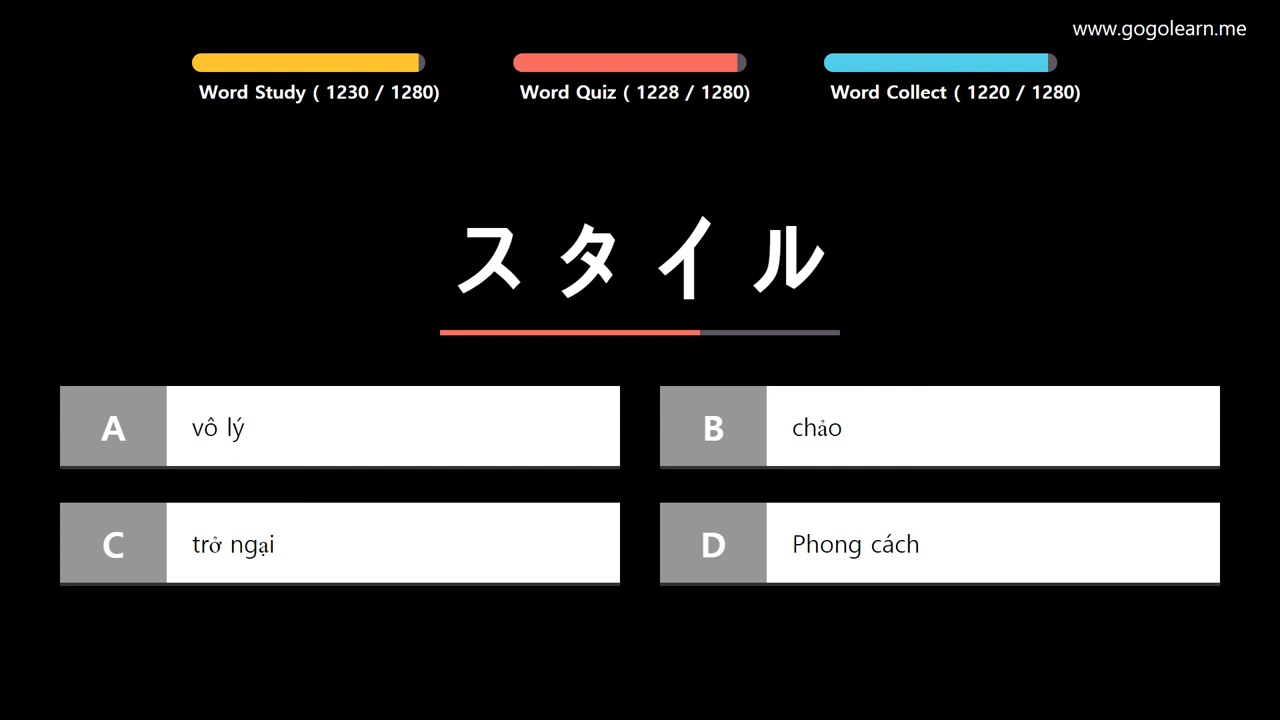 www.gogolearn.me
Word Study ( 1230 / 1280)
Word Quiz ( 1228 / 1280)
Word Collect ( 1220 / 1280)
スタイル
A vô lý
B chảo
C trở ngại
D Phong cách